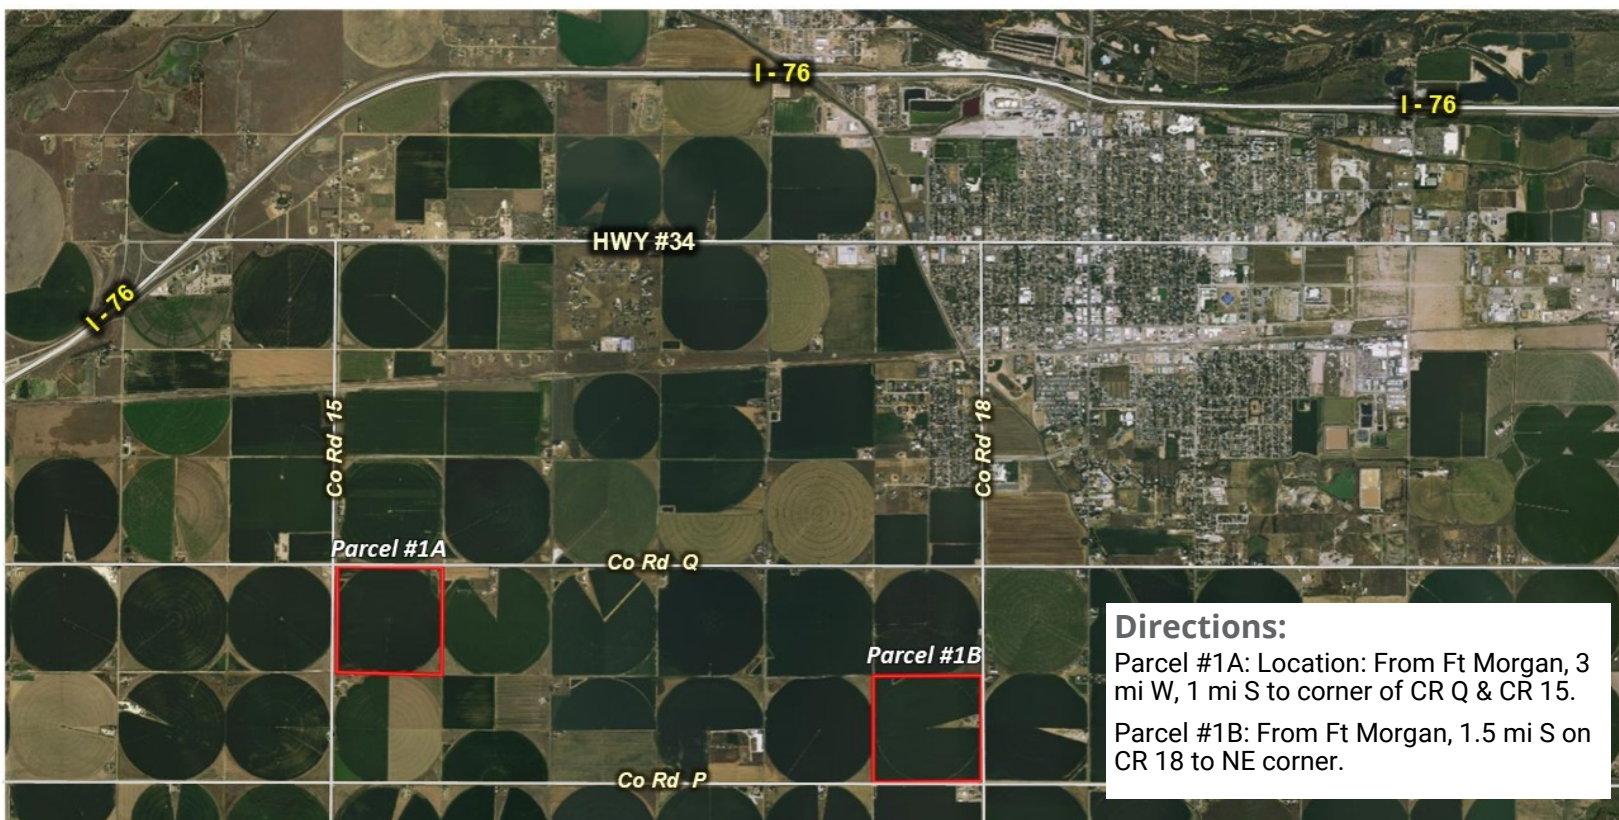 I - 76
I - 76
HWY #34
I - 76
Co Rd 15
Co Rd 18
Parcel #1A
Co Rd Q
Parcel #1B
Co Rd P
Directions:
Parcel #1A: Location: From Ft Morgan, 3
mi W, 1 mi S to corner of CR Q & CR 15.
Parcel #1B: From Ft Morgan, 1.5 mi S on
CR 18 to NE corner.